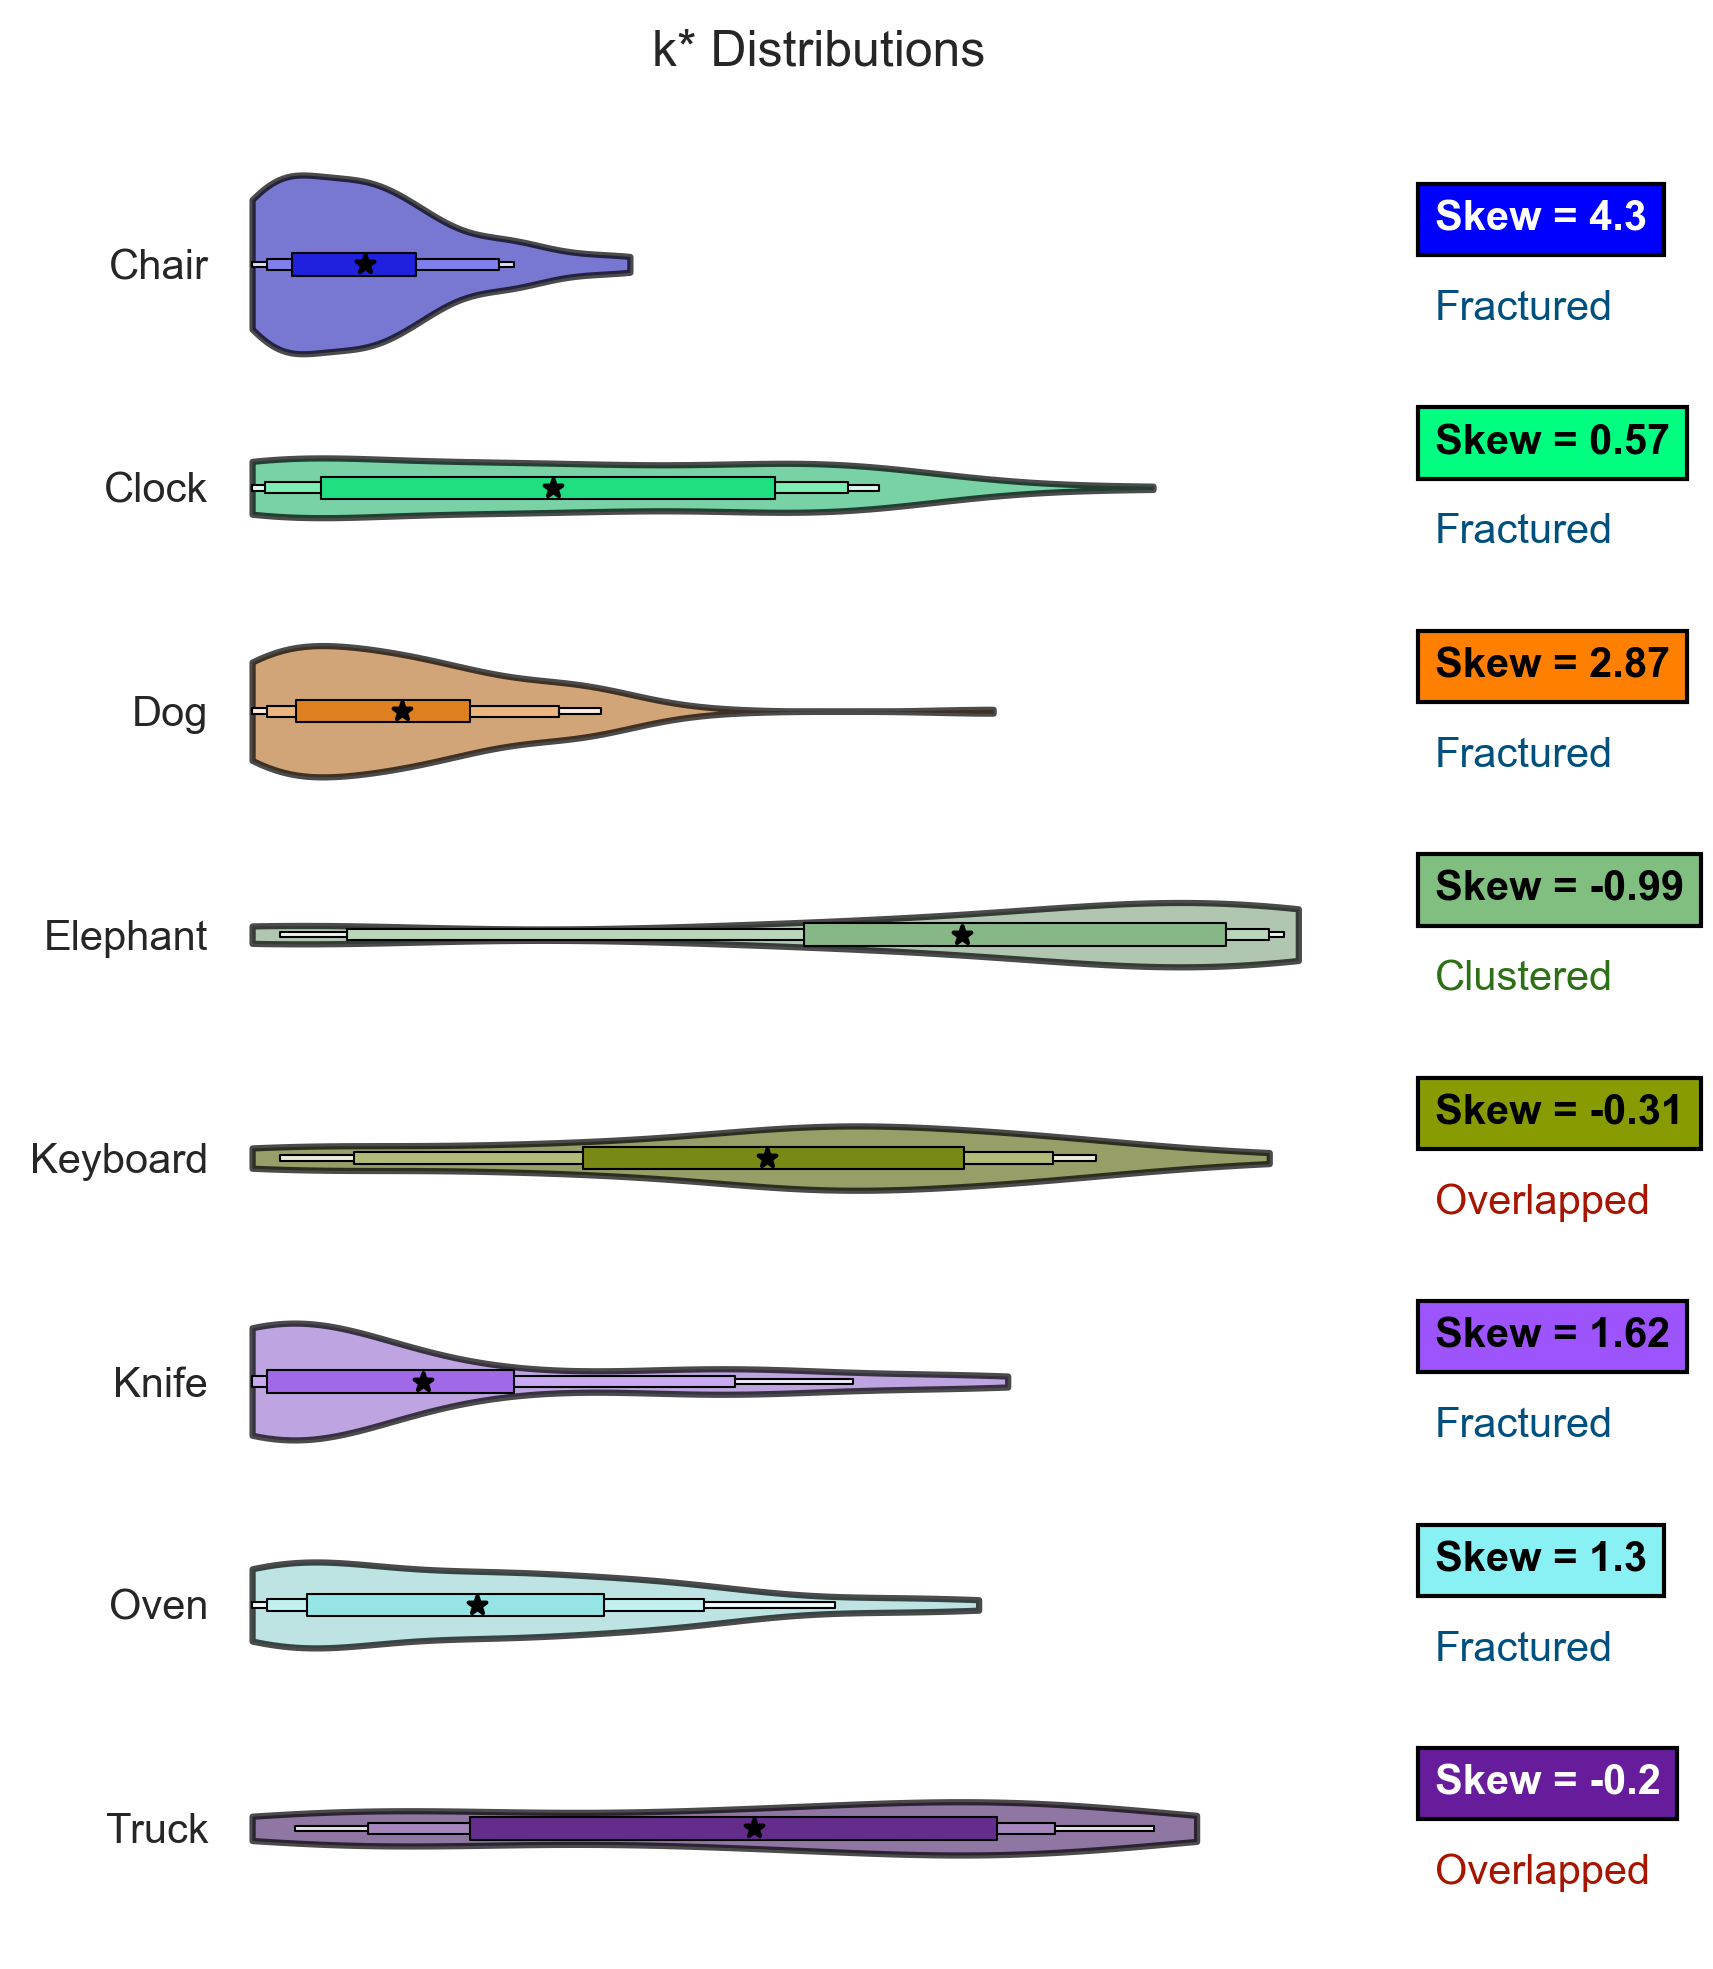 k* Distributions
Chair
Skew = 4.3
Fractured
Clock
Skew = 0.57
Fractured
Dog
Skew = 2.87
Fractured
Elephant
Skew = -0.99
Clustered
Keyboard
Skew = -0.31
Overlapped
Knife
Skew = 1.62
Fractured
Oven
Skew = 1.3
Fractured
Truck
Skew = -0.2
Overlapped